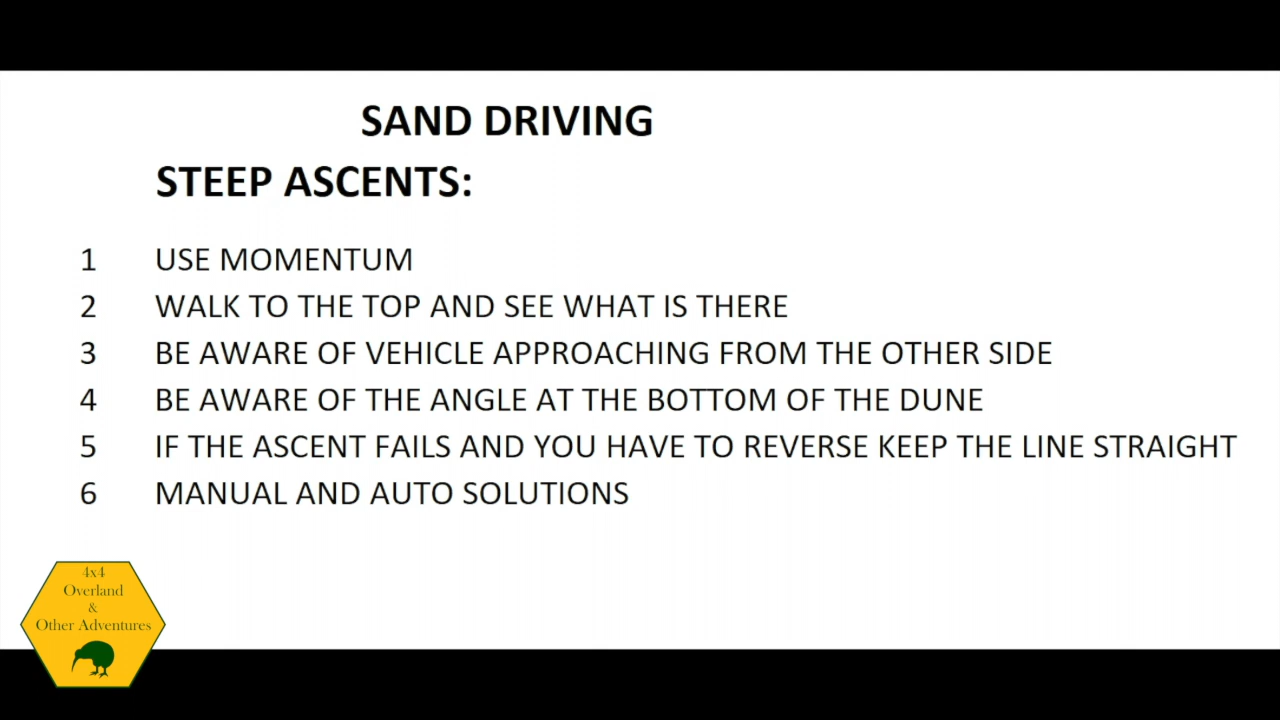 SAND DRIVING
STEEP ASCENTS:
1 USE MOMENTUM
2 WALK TO THE TOP AND SEE WHAT IS THERE
3 BE AWARE OF VEHICLE APPROACHING FROM THE OTHER SIDE
4 BE AWARE OF THE ANGLE AT THE BOTTOM OF THE DUNE
5 IF THE ASCENT FAILS AND YOU HAVE TO REVERSE KEEP THE LINE STRAIGHT
6 MANUAL AND AUTO SOLUTIONS
4x4
Overland
&
Other Adventures